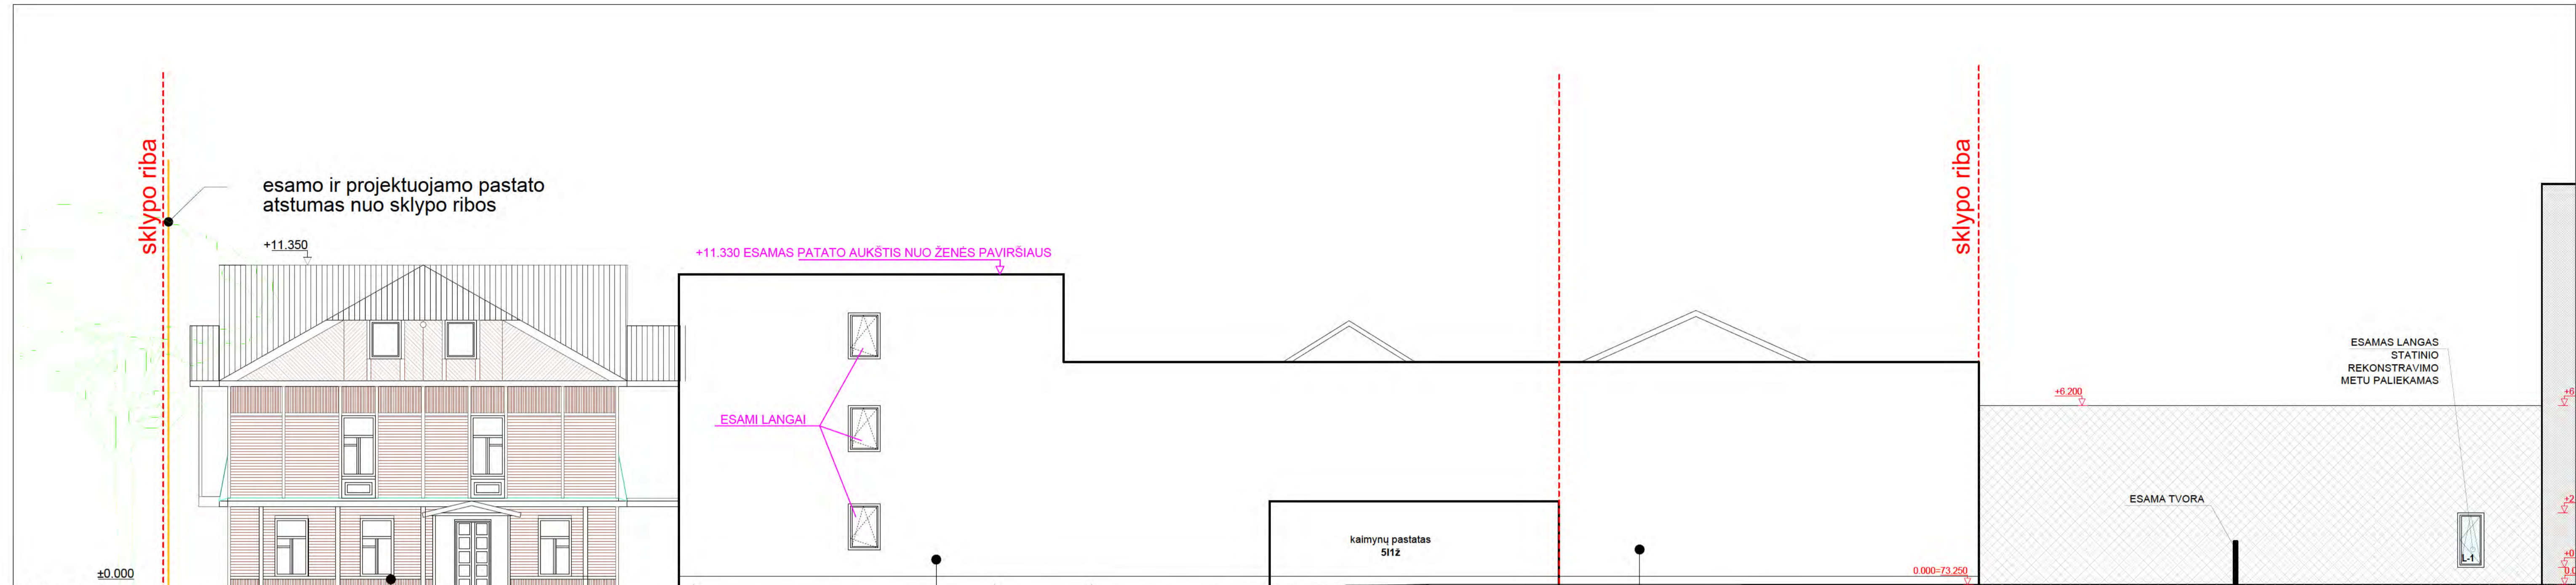 sklypo riba
esamo ir projektuojamo pastato
atstumas nuo sklypo ribos
+11.350
+11.330 ESAMAS PATATO AUKŠTIS NUO ŽENĖS PAVIRŠIAUS
sklypo riba
ESAMAS LANGAS
STATINIO
REKONSTRAVIMO
METU PALIEKAMAS
+6.200
ESAMI LANGAI
ESAMA TVORA
kaimynų pastatas
5I1ž
L-1
±0.000
0.000=73.250